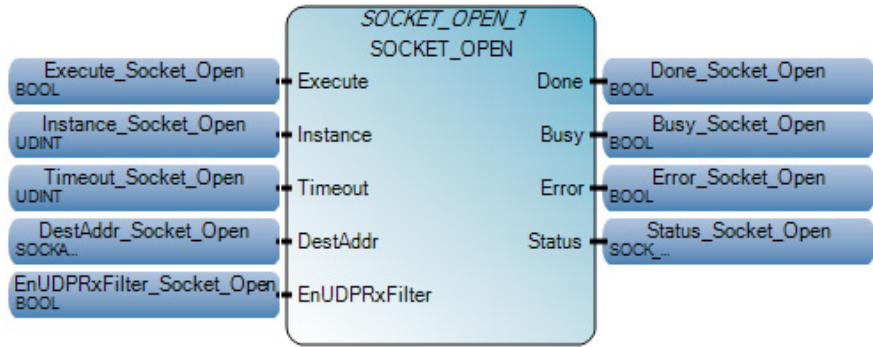 SOCKET_OPEN_1
SOCKET_OPEN
Execute_Socket_Open
BOOL
Execute
Done
Done_Socket_Open
BOOL
Instance_Socket_Open
UDINT
Instance
Busy
Busy_Socket_Open
BOOL
Timeout_Socket_Open
UDINT
Timeout
Error
Error_Socket_Open
BOOL
DestAddr_Socket_Open
SOCKA...
DestAddr
Status
Status_Socket_Open
SOCK_...
EnUDPRxFilter_Socket_Open
BOOL
EnUDPRxFilter